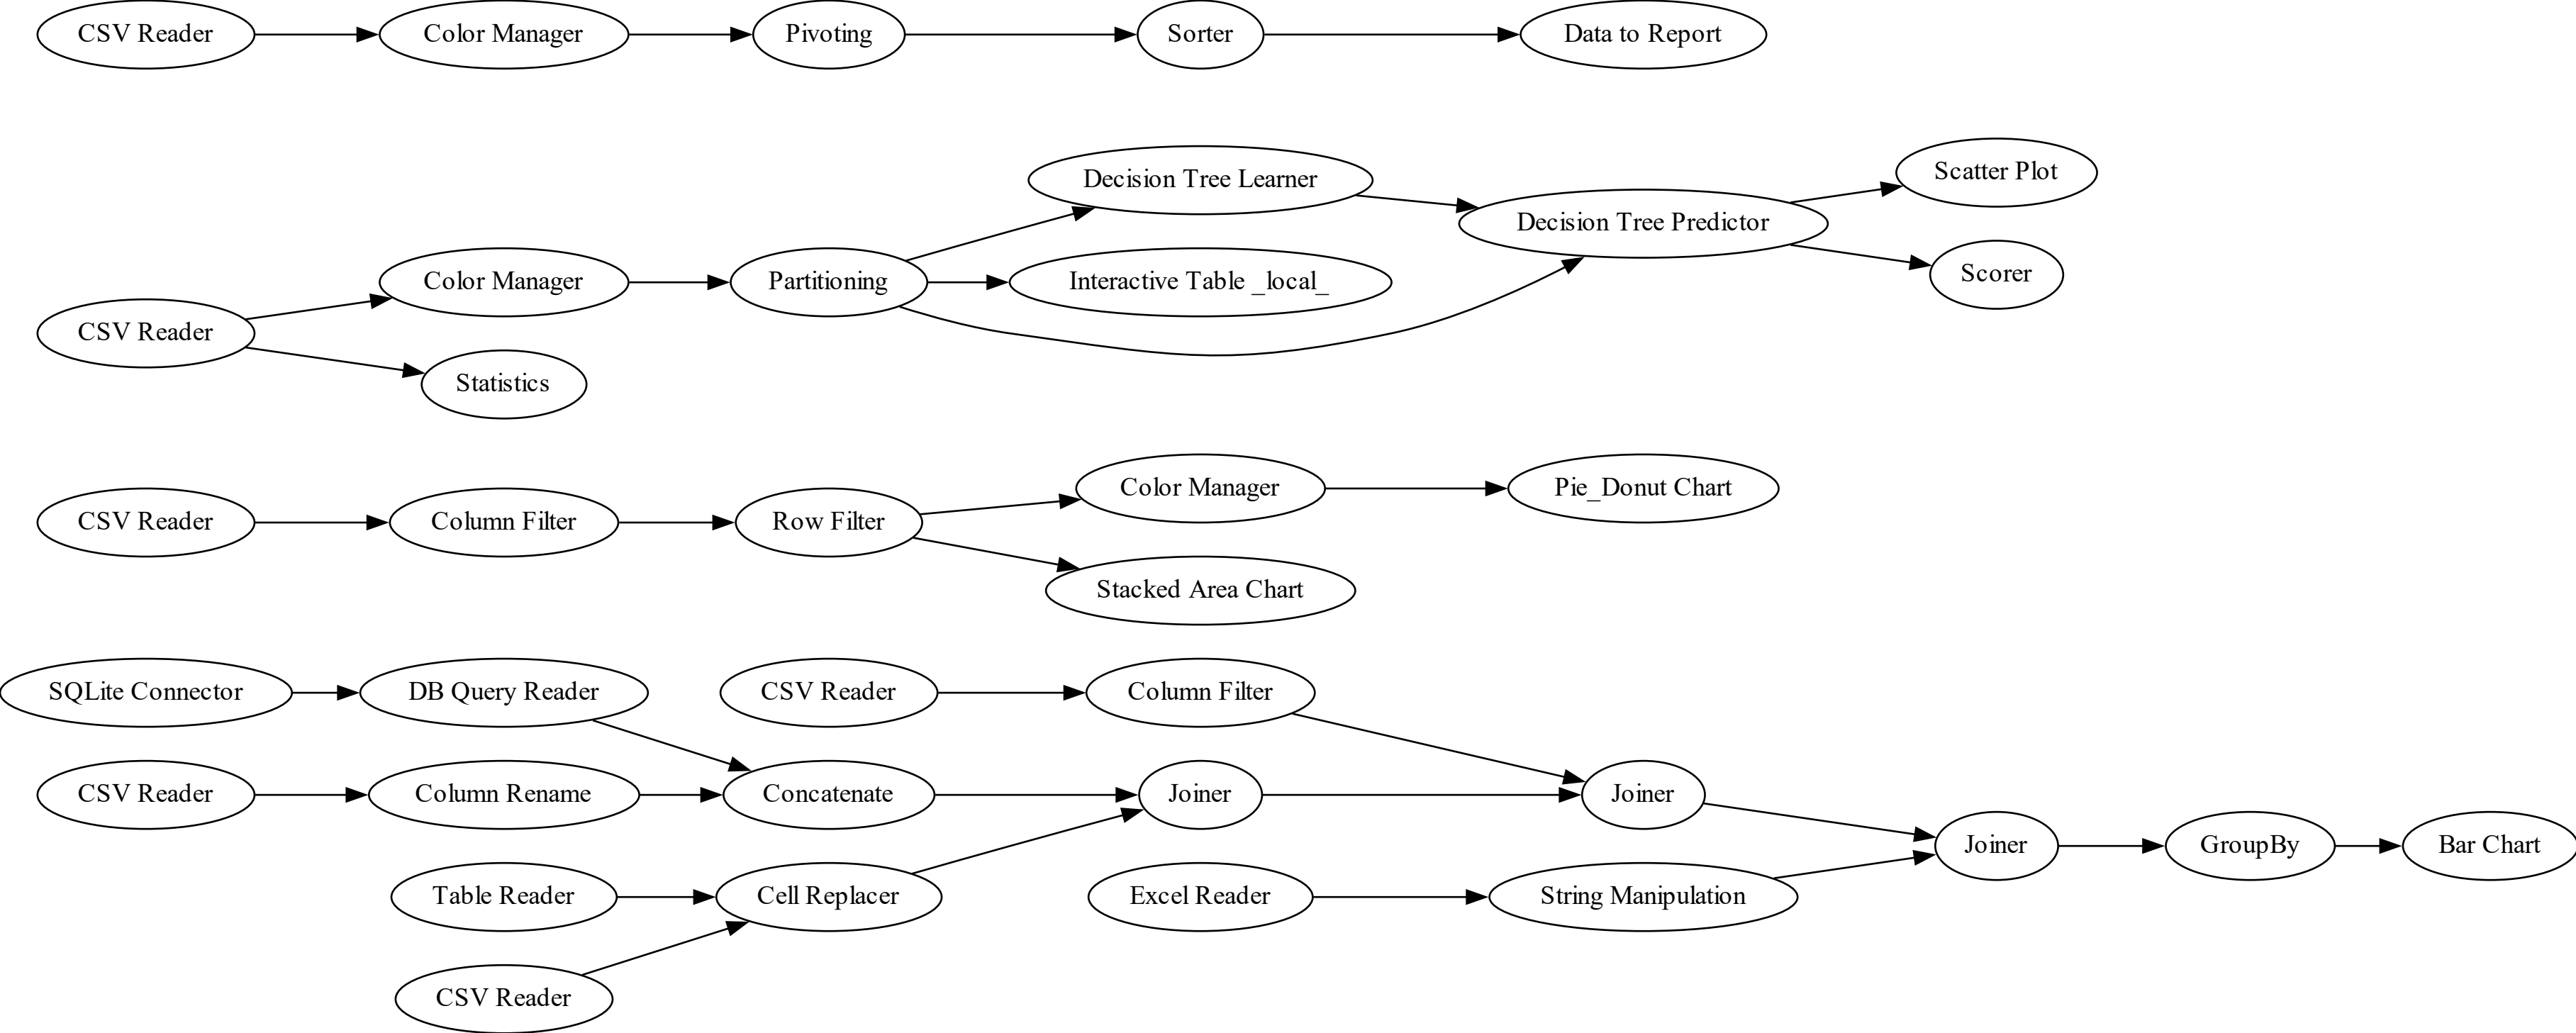 CSV Reader
Color Manager
Pivoting
Sorter
Data to Report
CSV Reader
Color Manager
Statistics
Partitioning
Decision Tree Learner
Interactive Table _local_
Decision Tree Predictor
Scatter Plot
Scorer
CSV Reader
Column Filter
Row Filter
Color Manager
Pie_Donut Chart
Stacked Area Chart
SQLite Connector
DB Query Reader
CSV Reader
Column Filter
CSV Reader
Column Rename
Concatenate
Joiner
Joiner
Joiner
GroupBy
Bar Chart
Table Reader
Cell Replacer
Excel Reader
String Manipulation
CSV Reader